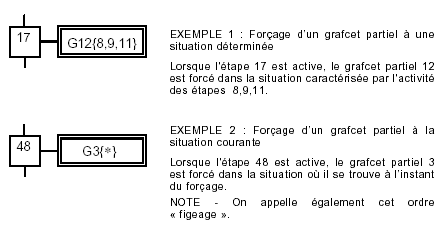 17
G12{8,9,11}
EXEMPLE 1 : Forçage d'un grafcet partiel à une
situation déterminée
Lorsque l'étape 17 est active, le grafcet partiel 12
est forcé dans la situation caractérisée par l'activité
des étapes 8,9,11.
48
G3{*}
EXEMPLE 2 : Forçage d'un grafcet partiel à la
situation courante
Lorsque l'étape 48 est active, le grafcet partiel 3
est forcé dans la situation où il se trouve à l'instant
du forçage.
NOTE - On appelle également cet ordre
« figeage ».